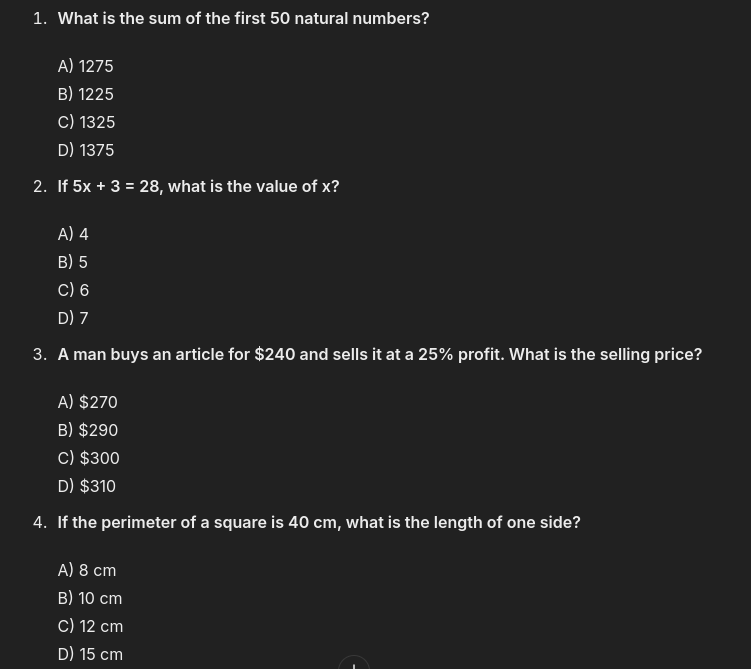 1. What is the sum of the first 50 natural numbers?
A) 1275
B) 1225
C) 1325
D) 1375
2. If 5x + 3 = 28, what is the value of x?
A) 4
B) 5
C) 6
D) 7
3. A man buys an article for $240 and sells it at a 25% profit. What is the selling price?
A) $270
B) $290
C) $300
D) $310
4. If the perimeter of a square is 40 cm, what is the length of one side?
A) 8 cm
B) 10 cm
C) 12 cm
D) 15 cm